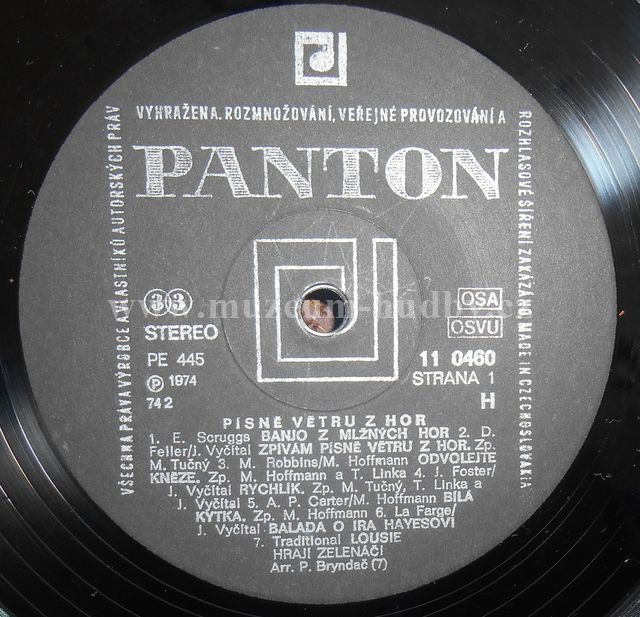 VYHRAŽENA. ROZMNOŽOVÁNÍ, VEŘEJNÉ PROVOZOVÁNÍ A
ROZHLASOVÉ ŠÍŘENÍ ZAKÁZÁNO. MADE IN CZECHOSLOVAKIA
VŠECHNA PRÁVA VÝROBCE A VLASTNÍKŮ AUTORSKÝCH PRÁV
PANTON
www.muzeum-hudby.c
33
STEREO
PE 445
Ⓟ 1974
74 2
OSA
OSVU
11 0460
STRANA 1
H
PÍSNĚ VĚTRU Z HOR
1. E. Scruggs BANJO Z MLŽNÝCH HOR 2. D.
Feller/J. Vyčítal ZPÍVÁM PÍSNĚ VĚTRU Z HOR. Zp.
M. Tučný 3. M. Robbins/M. Hoffmann ODVOLEJTE
KNĚZE. Zp. M. Hoffmann a T. Linka 4. J. Foster/
J. Vyčítal RYCHLÍK. Zp. M. Tučný, T. Linka a
J. Vyčítal 5. A. P. Carter/M. Hoffmann BÍLÁ
KYTKA. Zp. M. Hoffmann 6. La Farge/
J. Vyčítal BALADA O IRA HAYESOVI
7. Traditional LOUSIE
HRAJÍ ZELENÁČI
Arr. P. Bryndač (7)